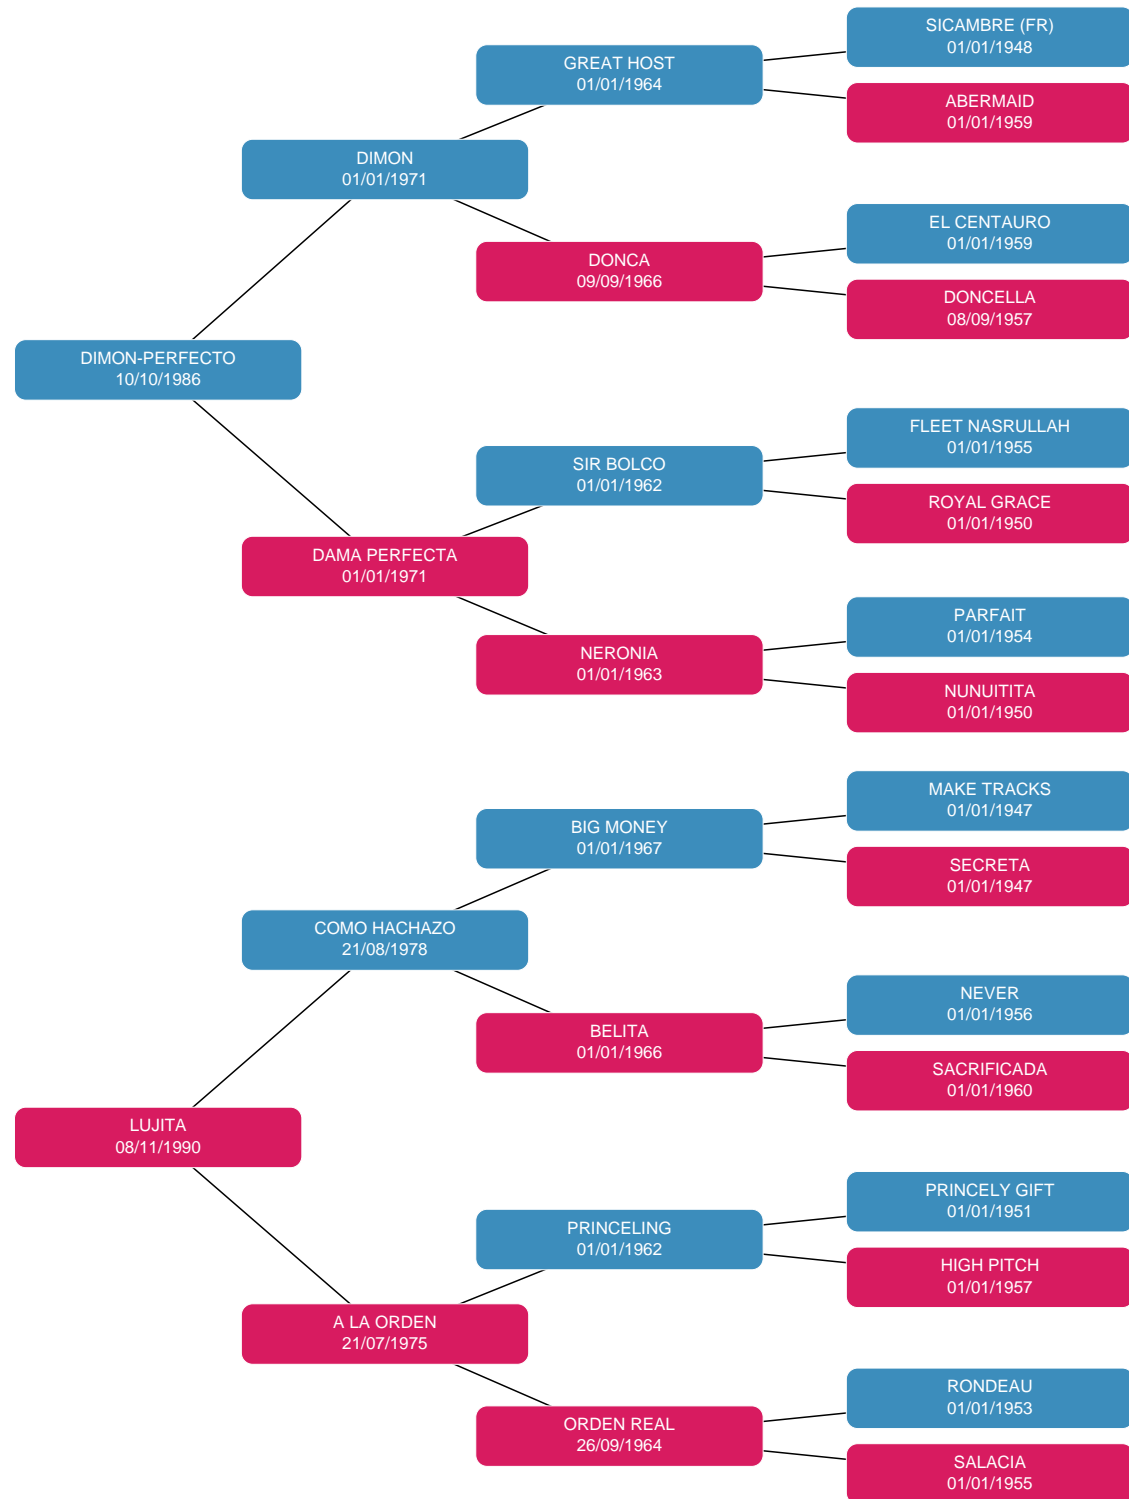 SICAMBRE (FR)
01/01/1948
GREAT HOST
01/01/1964
ABERMAID
01/01/1959
DIMON
01/01/1971
EL CENTAURO
01/01/1959
DONCA
09/09/1966
DONCELLA
08/09/1957
DIMON-PERFECTO
10/10/1986
FLEET NASRULLAH
01/01/1955
SIR BOLCO
01/01/1962
ROYAL GRACE
01/01/1950
DAMA PERFECTA
01/01/1971
PARFAIT
01/01/1954
NERONIA
01/01/1963
NUNUITITA
01/01/1950
MAKE TRACKS
01/01/1947
BIG MONEY
01/01/1967
SECRETA
01/01/1947
COMO HACHAZO
21/08/1978
NEVER
01/01/1956
BELITA
01/01/1966
SACRIFICADA
01/01/1960
LUJITA
08/11/1990
PRINCELY GIFT
01/01/1951
PRINCELING
01/01/1962
HIGH PITCH
01/01/1957
A LA ORDEN
21/07/1975
RONDEAU
01/01/1953
ORDEN REAL
26/09/1964
SALACIA
01/01/1955